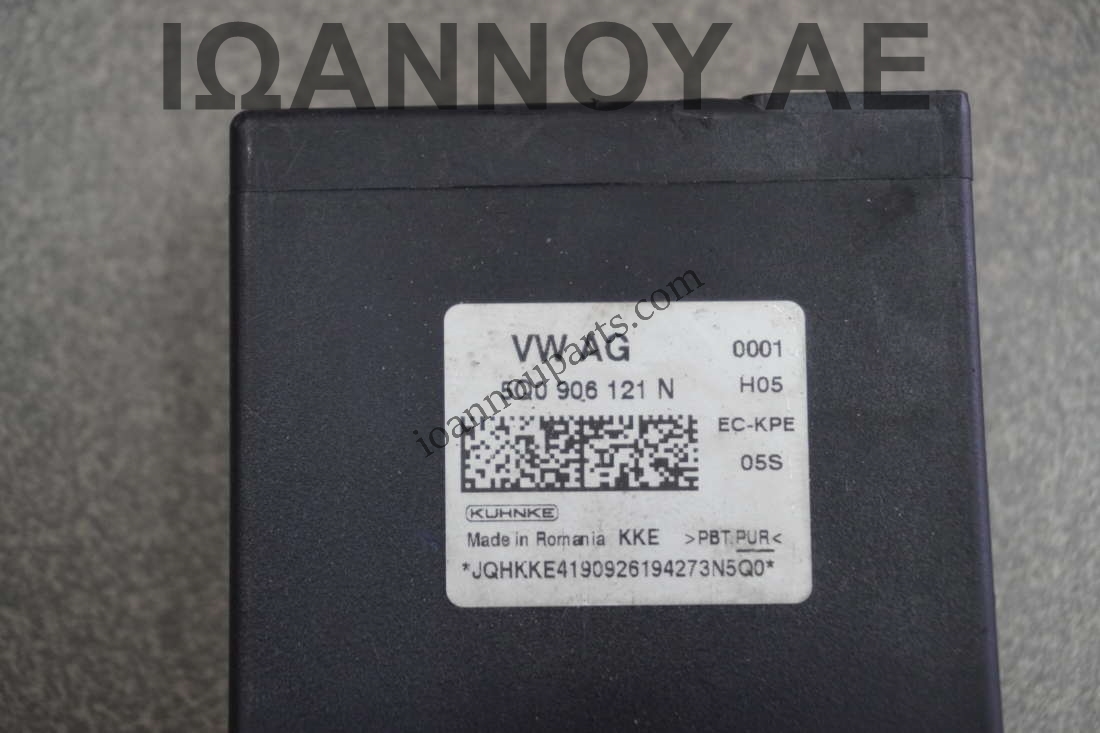 ΙΩΑΝΝΟΥ ΑΕ
VW AG
0001
5Q0 906 121 N
H05
EC-KPE
05S
ioannouparts.com
KUHNKE
Made in Romania KKE >PBT,PUR<
*JQHKKE4190926194273N5Q0*